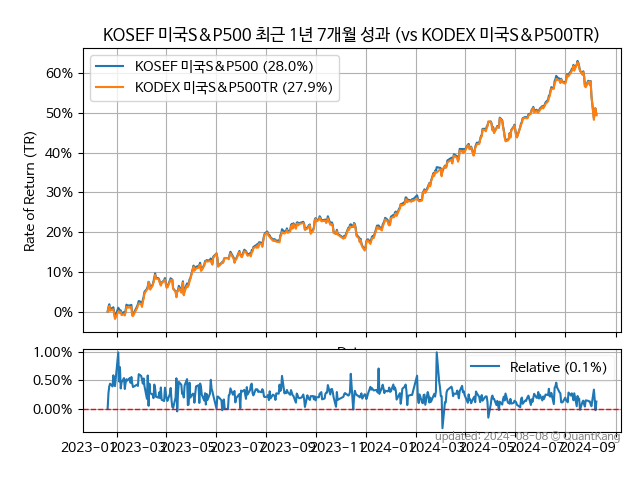 KOSEF 미국S&P500 최근 1년 7개월 성과 (vs KODEX 미국S&P500TR)
KOSEF 미국S&P500 (28.0%)
KODEX 미국S&P500TR (27.9%)
Rate of Return (TR)
60%
50%
40%
30%
20%
10%
0%
1.00%
0.50%
0.00%
Relative (0.1%)
2023-01 2023-03 2023-05 2023-07 2023-09 2023-11 2024-01 2024-03 2024-05 2024-07 2024-09
updated: 2024-08-08 © QuantKang